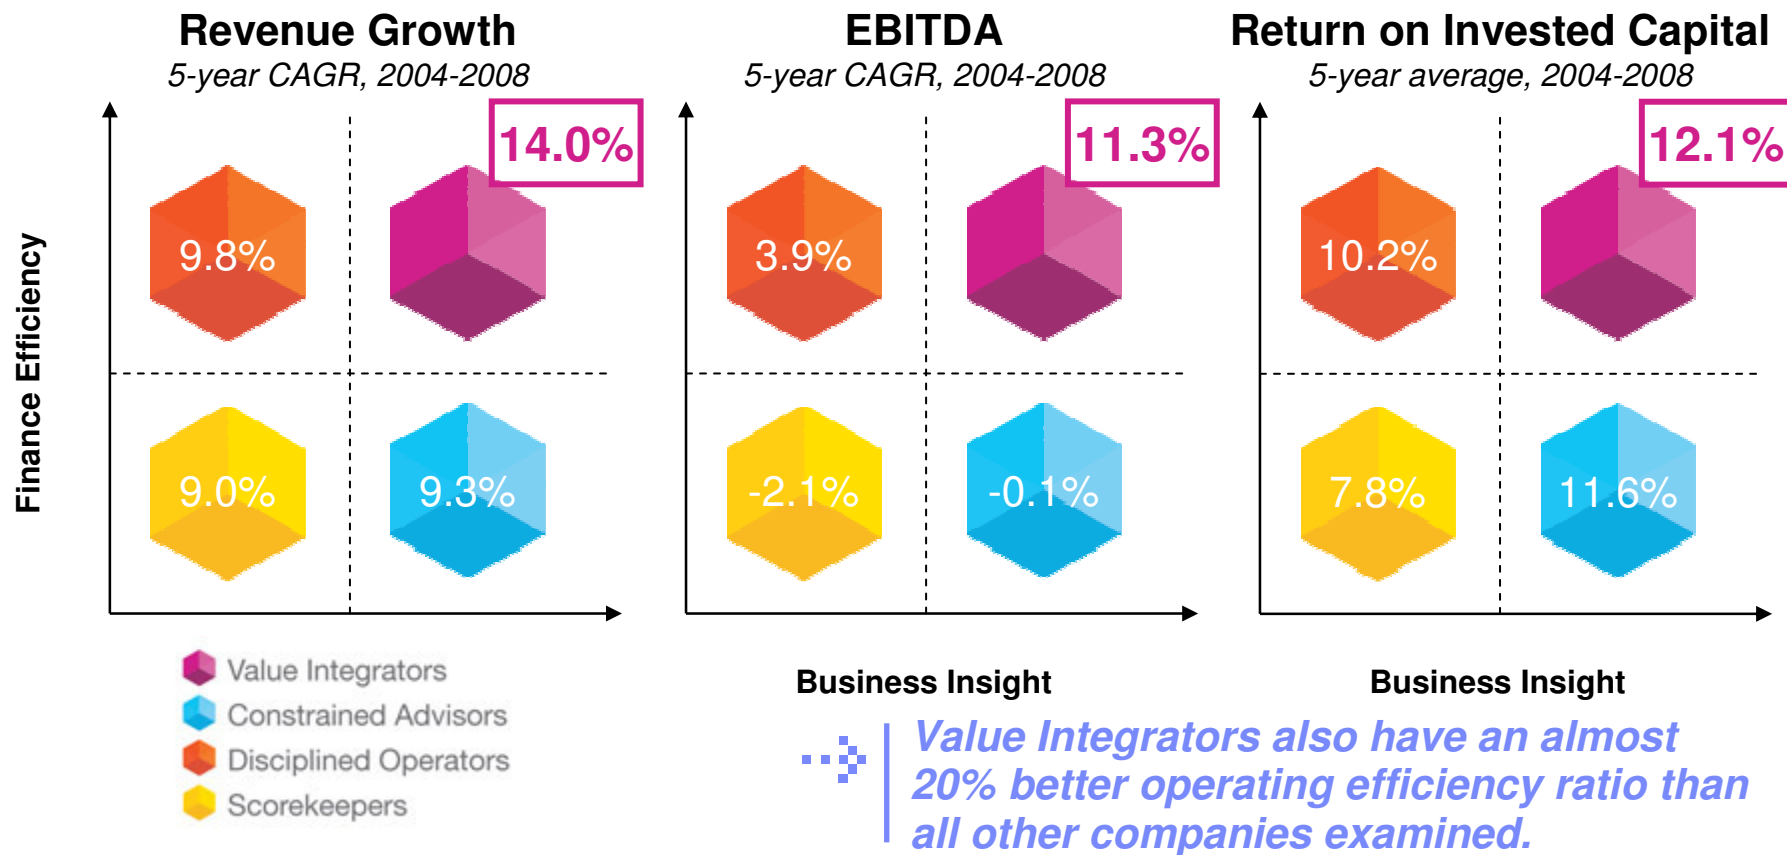 Revenue Growth
5-year CAGR, 2004-2008
EBITDA
5-year CAGR, 2004-2008
Return on Invested Capital
5-year average, 2004-2008
Finance Efficiency
14.0%
9.8%
9.0%
9.3%
11.3%
3.9%
-2.1%
-0.1%
12.1%
10.2%
7.8%
11.6%
Value Integrators
Constrained Advisors
Disciplined Operators
Scorekeepers
Business Insight
Business Insight
Value Integrators also have an almost
20% better operating efficiency ratio than
all other companies examined.